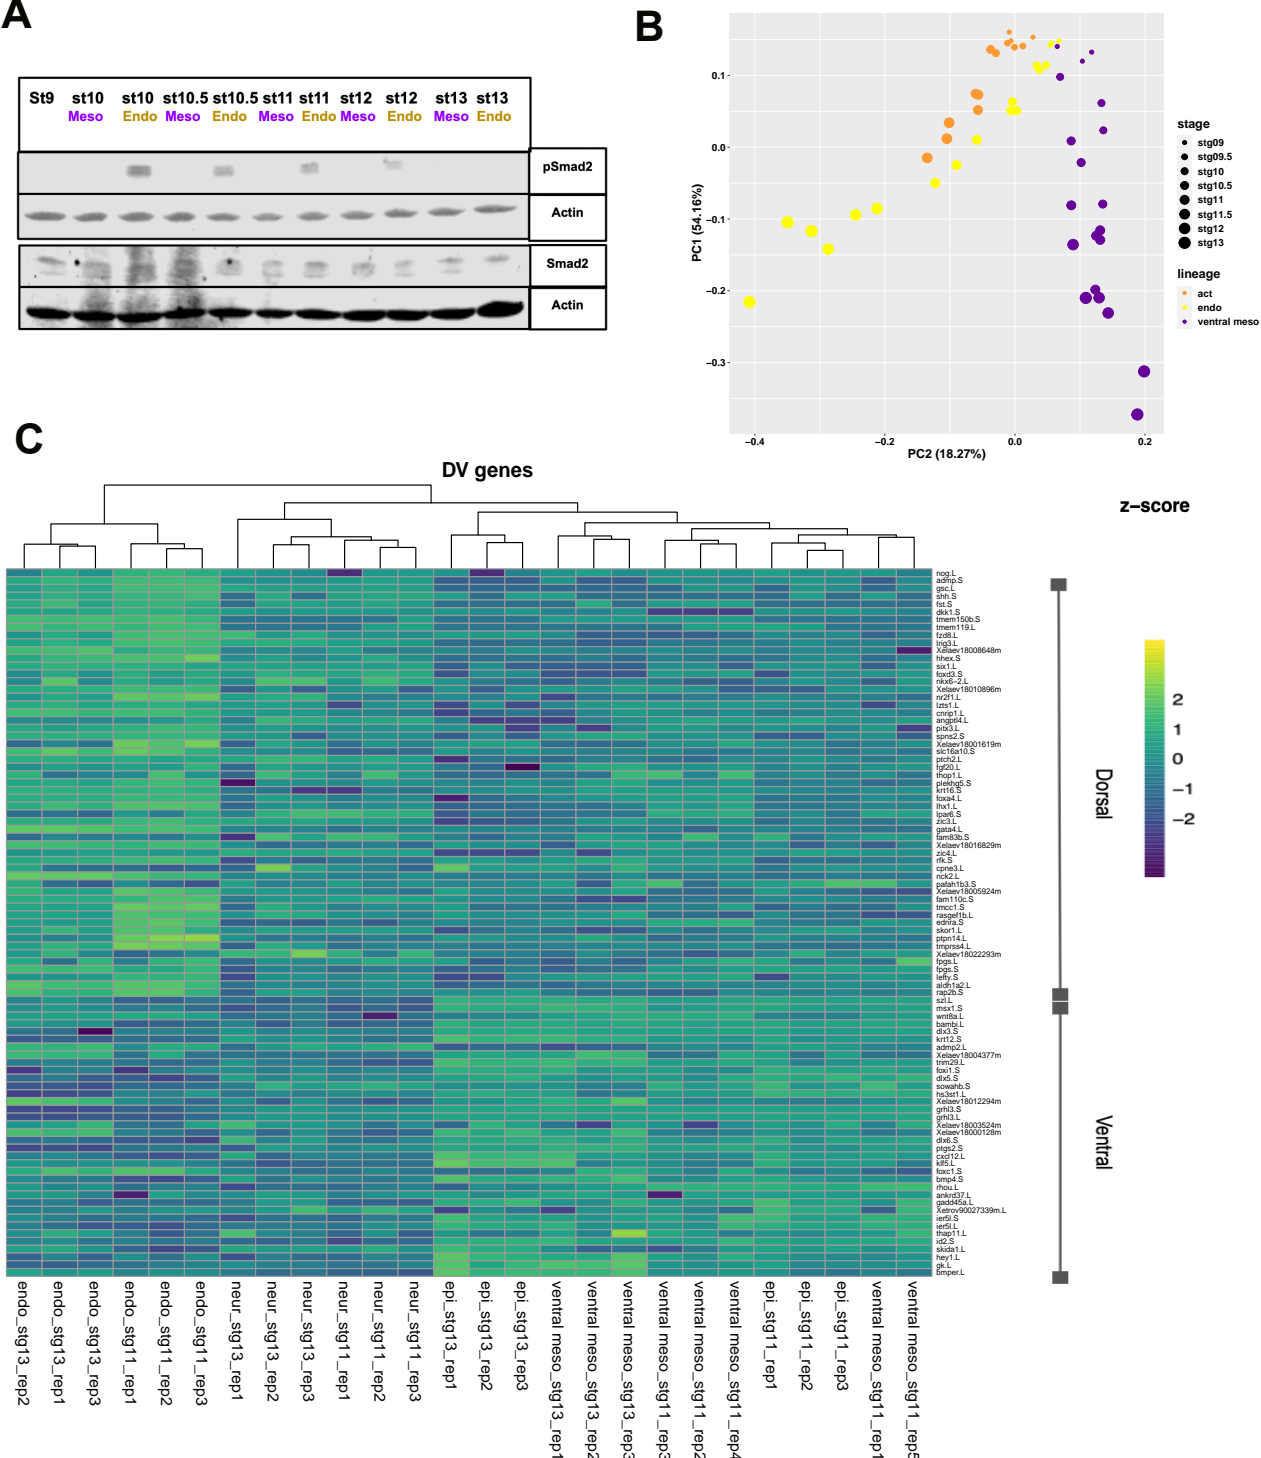 A
St9 st10 st10 st10.5 st10.5 st11 st11 st12 st12 st13 st13
Meso Endo Meso Endo Meso Endo Meso Endo Meso Endo
pSmad2
Actin
Smad2
Actin
B
0.1
0.0
−0.1
−0.2
−0.3
PC1 (54.16%)
−0.4 −0.2 0.0 0.2
PC2 (18.27%)
stage
stg09
stg09.5
stg10
stg10.5
stg11
stg11.5
stg12
stg13
lineage
act
endo
ventral meso
C
DV genes
nog.L
admp.S
gsc.L
shh.S
fst.S
dkk1.S
tmem150b.S
tmem119.L
fzd8.L
lrig3.L
Xelaev18008648m
hhex.S
six1.L
foxd3.S
nkx6−2.L
Xelaev18010896m
nr2f1.L
lzts1.L
cnrip1.L
angptl4.L
pitx3.L
spns2.S
Xelaev18001619m
slc16a10.S
ptch2.L
fgf20.L
thop1.L
plekhg5.S
krt16.S
foxa4.L
lhx1.L
lpar6.S
zic3.L
gata4.L
fam83b.S
Xelaev18016829m
zic4.L
rfk.S
cpne3.L
nck2.L
pafah1b3.S
Xelaev18005924m
fam110c.S
tmcc1.S
rasgef1b.L
ednra.S
skor1.L
ptpn14.L
tmprss4.L
Xelaev18022293m
fpgs.L
fpgs.S
lefty.S
aldh1a2.L
rap2b.S
szl.L
msx1.S
wnt8a.L
bambi.L
dlx3.S
krt12.S
admp2.L
Xelaev18004377m
trim29.L
foxi1.S
dlx5.S
sowahb.S
hs3st1.L
Xelaev18012294m
grhl3.S
grhl3.L
Xelaev18003524m
Xelaev18000128m
dlx6.S
ptgs2.S
cxcl12.L
klf5.L
foxc1.S
bmp4.S
rhou.L
ankrd37.L
gadd45a.L
Xetrov90027339m.L
ier5l.S
ier5l.L
thap11.L
id2.S
skida1.L
hey1.L
gk.L
bmper.L
endo_stg13_rep2
endo_stg13_rep1
endo_stg13_rep3
endo_stg11_rep1
endo_stg11_rep2
endo_stg11_rep3
neur_stg13_rep1
neur_stg13_rep2
neur_stg13_rep3
neur_stg11_rep1
neur_stg11_rep2
neur_stg11_rep3
epi_stg13_rep1
epi_stg13_rep2
epi_stg13_rep3
ventral meso_stg13_rep1
ventral meso_stg13_rep2
ventral meso_stg13_rep3
ventral meso_stg11_rep3
ventral meso_stg11_rep2
ventral meso_stg11_rep4
epi_stg11_rep1
epi_stg11_rep2
epi_stg11_rep3
ventral meso_stg11_rep1
ventral meso_stg11_rep5
Dorsal
Ventral
z−score
2
1
0
−1
−2